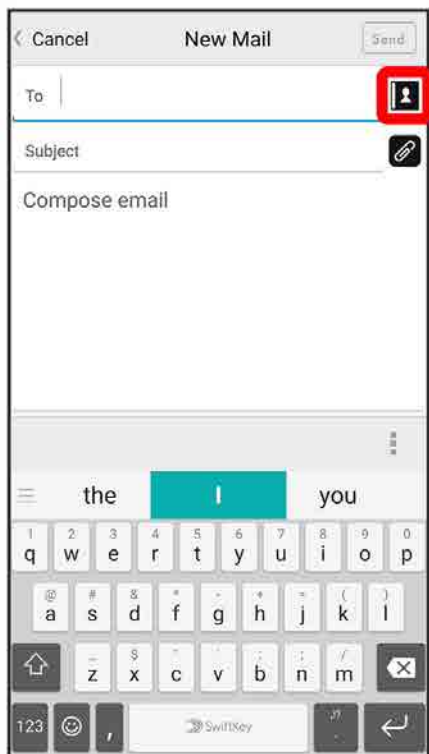 Cancel New Mail Send
To
Subject
Compose email
the I you
1 2 3 4 5 6 7 8 9 0
q w e r t y u i o p
@ # & * - + = ( )
a s d f g h j k l
_ $ " ' : ; /
z x c v b n m
123 , SwiftKey .